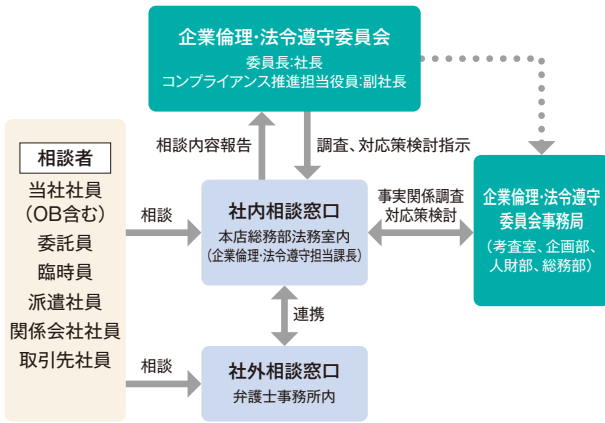 企業倫理・法令遵守委員会
委員長:社長
コンプライアンス推進担当役員:副社長
相談内容報告
調査、対応策検討指示
相談者
当社社員
（OB含む）
委託員
臨時員
派遣社員
関係会社社員
取引先社員
相談
社内相談窓口
本店総務部法務室内
（企業倫理・法令遵守担当課長）
事実関係調査
対応策検討
企業倫理・法令遵守
委員会事務局
（考査室、企画部、
人財部、総務部）
連携
相談
社外相談窓口
弁護士事務所内